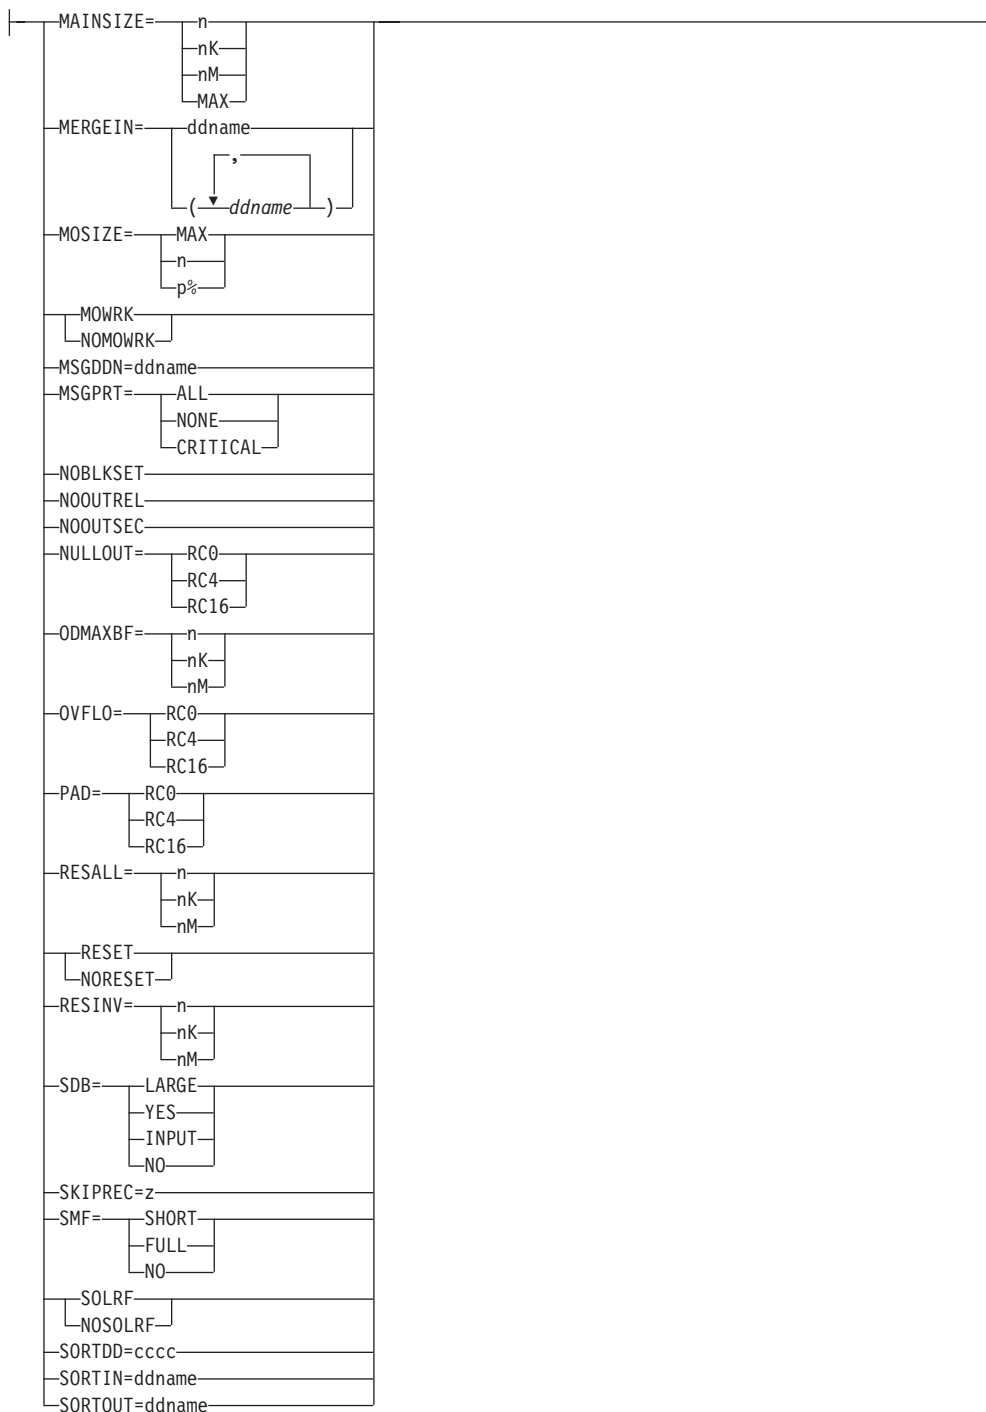 MAINSIZE= n
nK
nM
MAX
MERGEIN= ddname
,
( ddname )
MOSIZE= MAX
n
p%
MOWRK
NOMOWRK
MSGDDN=ddname
MSGPRT= ALL
NONE
CRITICAL
NOBLKSET
NOOUTREL
NOOUTSEC
NULLOUT= RC0
RC4
RC16
ODMAXBF= n
nK
nM
OVFLO= RC0
RC4
RC16
PAD= RC0
RC4
RC16
RESALL= n
nK
nM
RESET
NORESET
RESINV= n
nK
nM
SDB= LARGE
YES
INPUT
NO
SKIPREC=z
SMF= SHORT
FULL
NO
SOLRF
NOSOLRF
SORTDD=cccc
SORTIN=ddname
SORTOUT=ddname